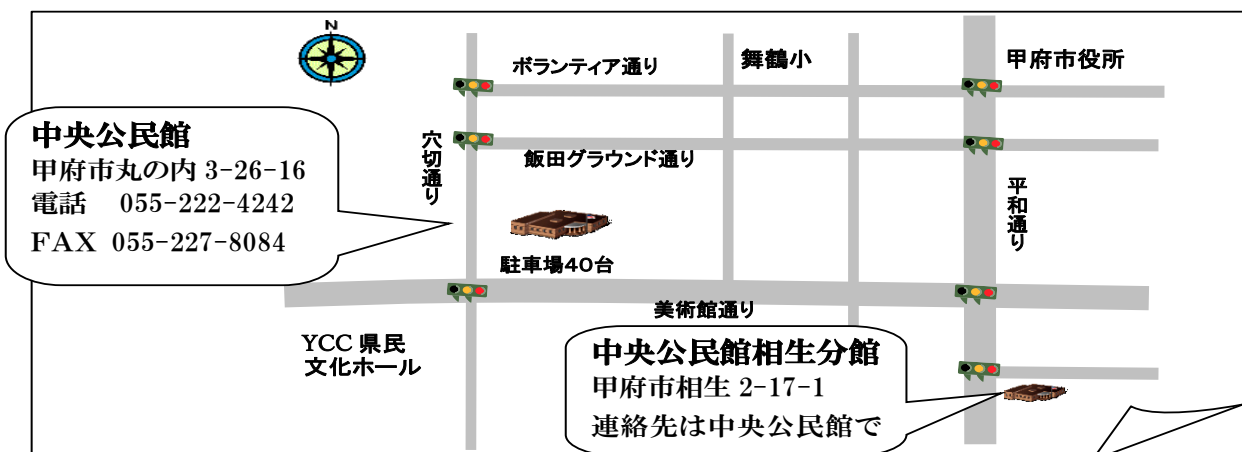 N
ボランティア通り
舞鶴小
甲府市役所
中央公民館
甲府市丸の内 3-26-16
電話 055-222-4242
FAX 055-227-8084
穴切通り
飯田グラウンド通り
平和通り
駐車場40台
美術館通り
YCC 県民
文化ホール
中央公民館相生分館
甲府市相生 2-17-1
連絡先は中央公民館で